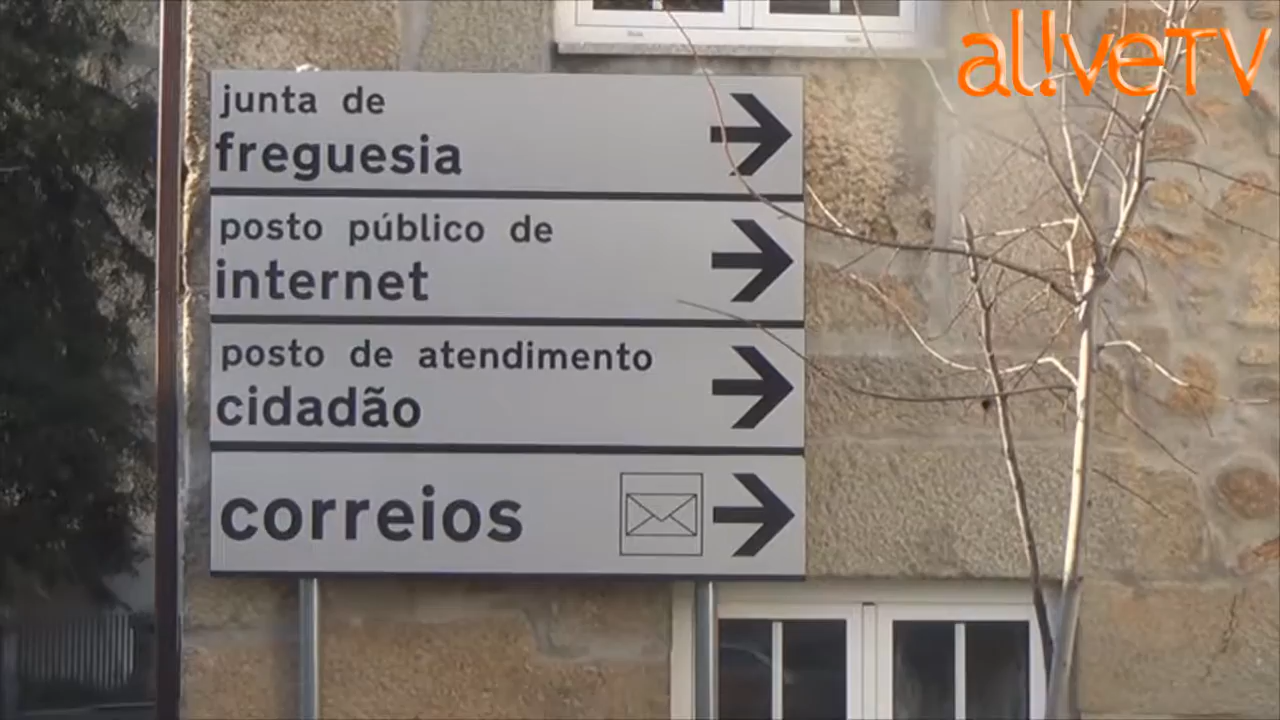 al!veTV
junta de
freguesia
posto público de
internet
posto de atendimento
cidadão
correios